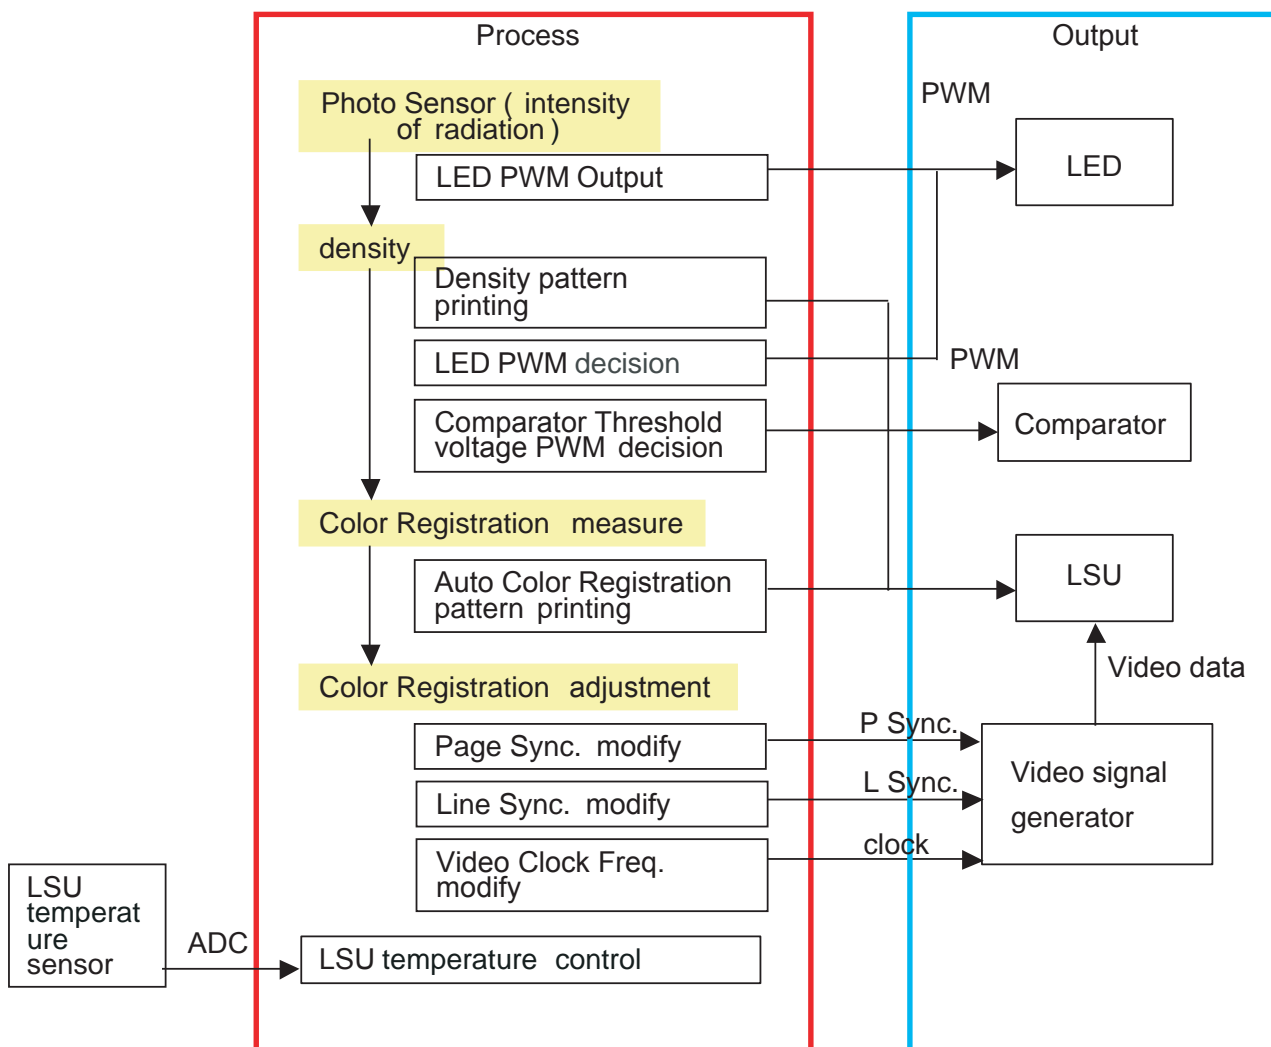 Process
Output
Photo Sensor ( intensity
of radiation )
PWM
LED PWM Output
LED
density
Density pattern
printing
LED PWM decision
PWM
Comparator Threshold
voltage PWM decision
Comparator
Color Registration measure
Auto Color Registration
pattern printing
LSU
Color Registration adjustment
Video data
Page Sync. modify
P Sync.
Line Sync. modify
L Sync.
Video signal
generator
Video Clock Freq.
modify
clock
LSU
temperat
ure
sensor
ADC
LSU temperature control